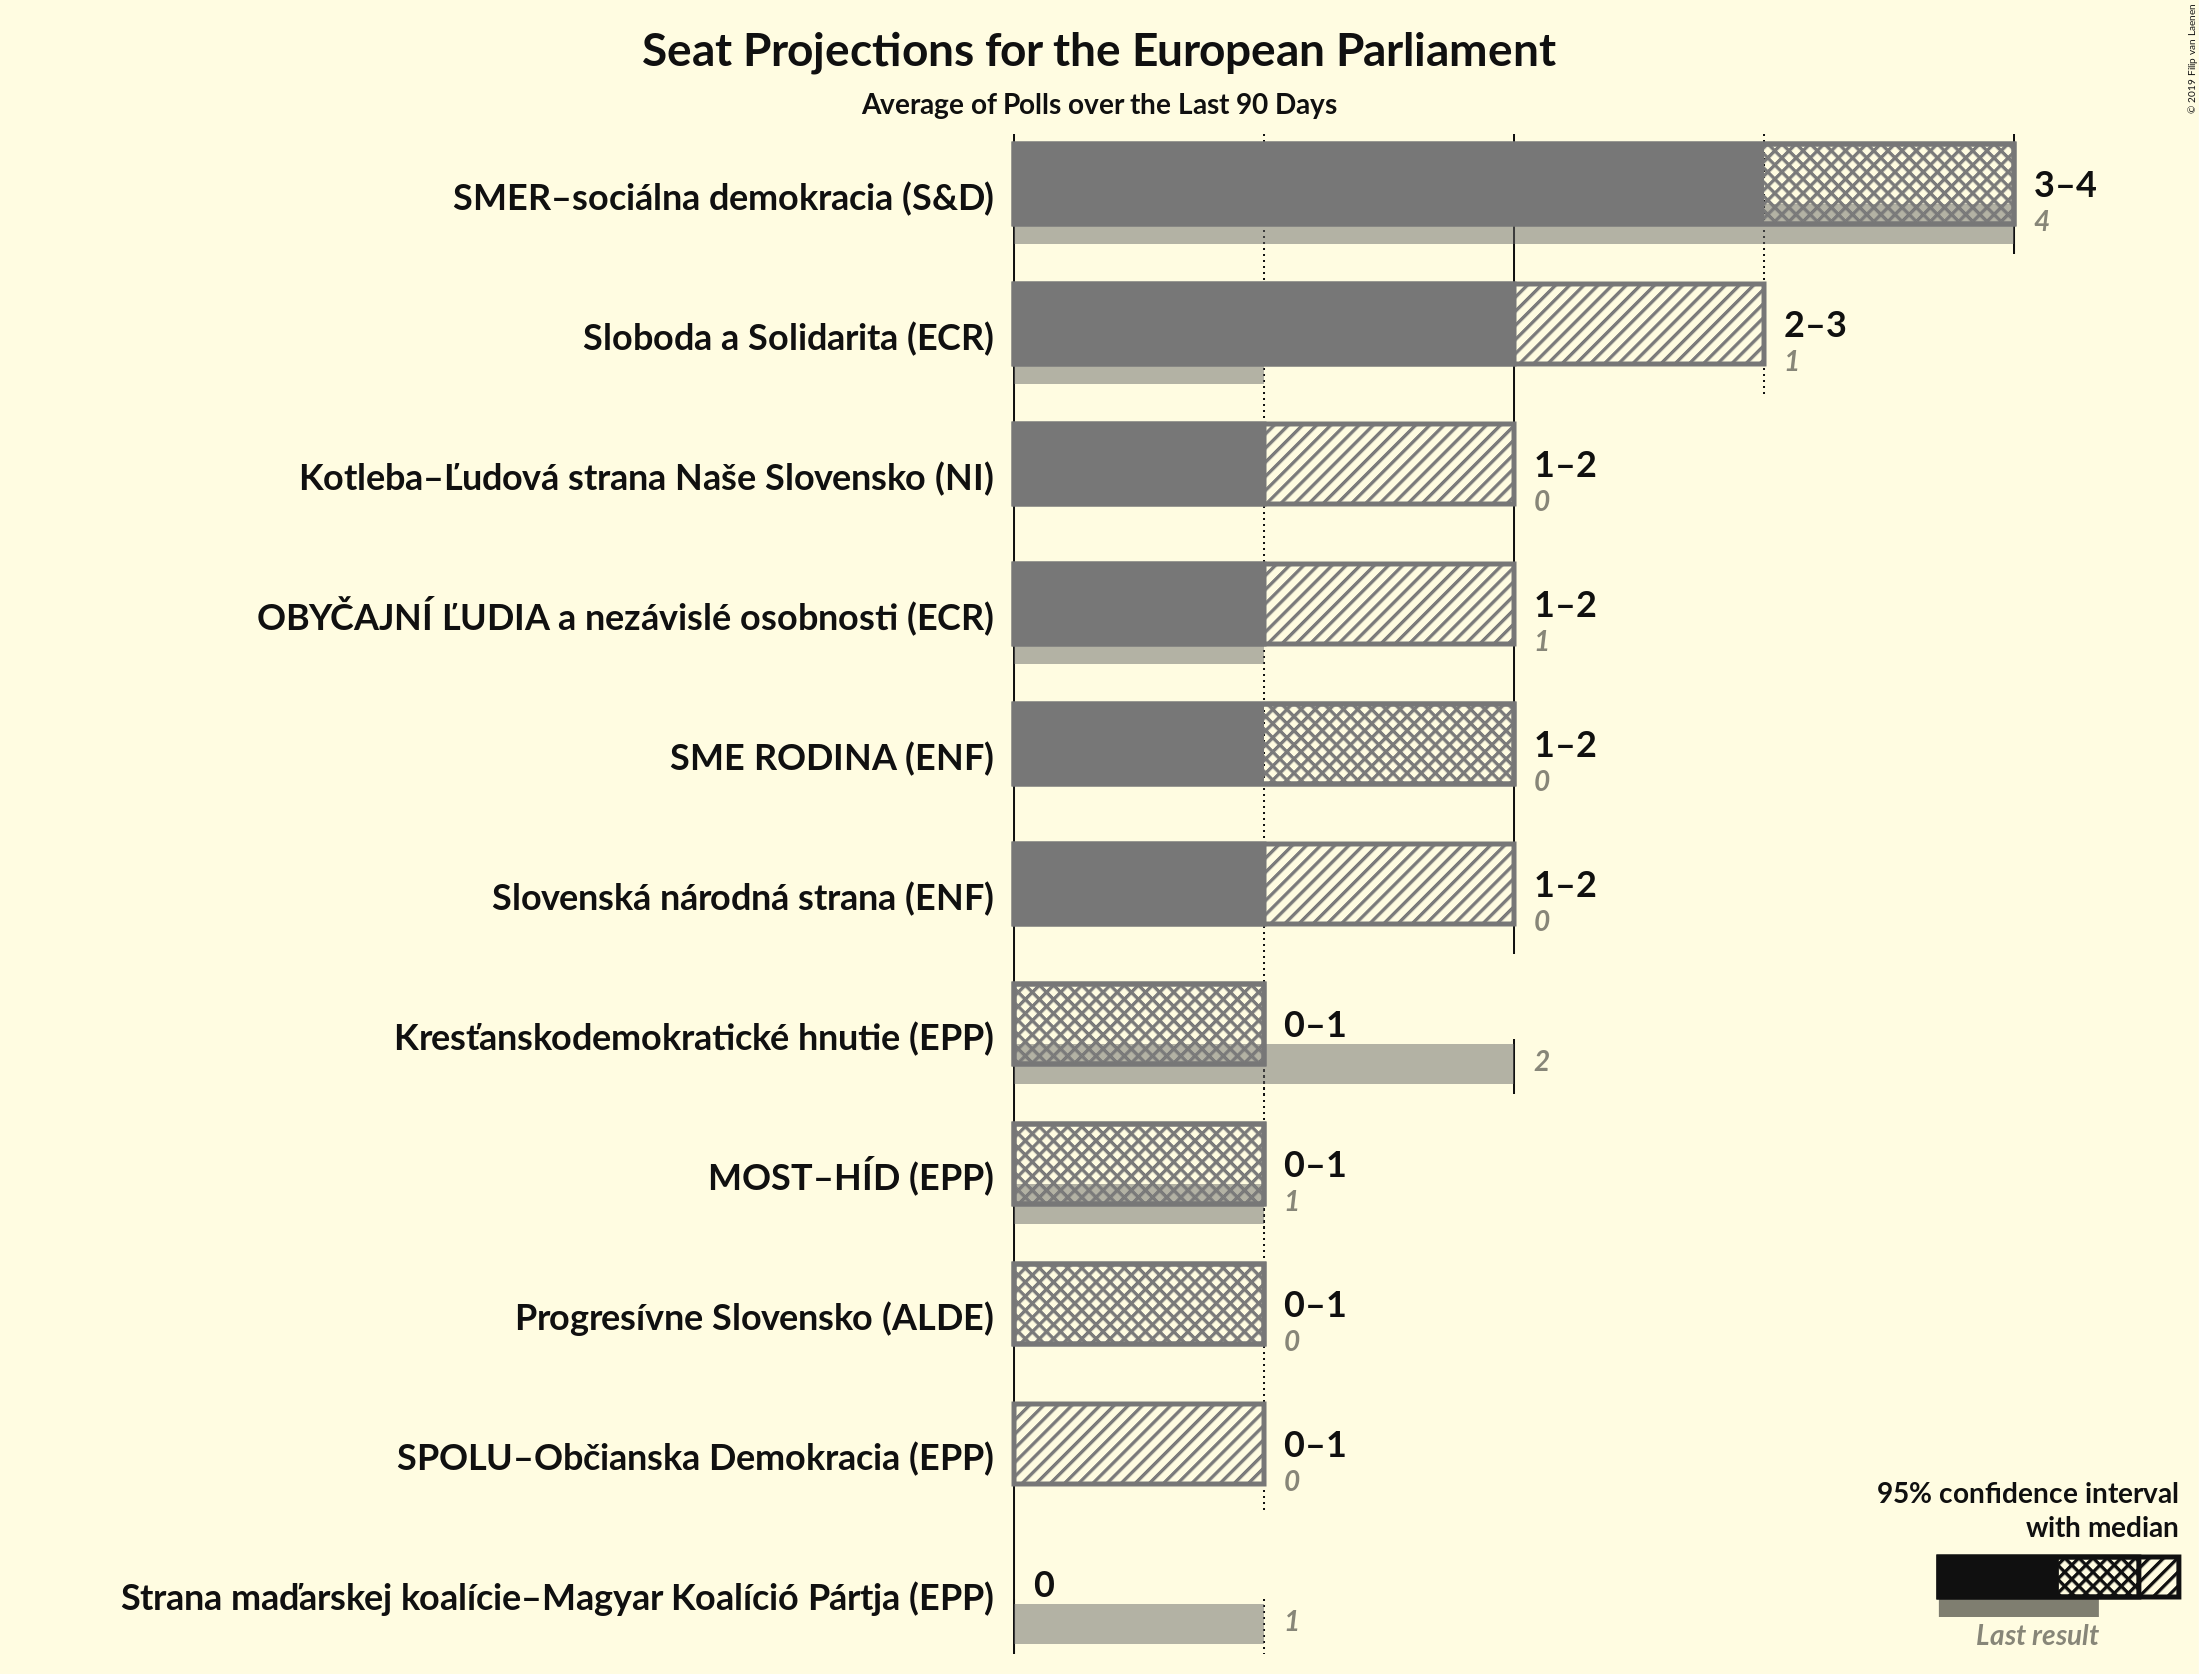 Seat Projections for the European Parliament
Average of Polls over the Last 90 Days
© 2019 Filip van Laenen
SMER–sociálna demokracia (S&D)
3–4
4
Sloboda a Solidarita (ECR)
2–3
1
Kotleba–Ľudová strana Naše Slovensko (NI)
1–2
0
OBYČAJNÍ ĽUDIA a nezávislé osobnosti (ECR)
1–2
1
SME RODINA (ENF)
1–2
0
Slovenská národná strana (ENF)
1–2
0
Kresťanskodemokratické hnutie (EPP)
0–1
2
MOST–HÍD (EPP)
0–1
1
Progresívne Slovensko (ALDE)
0–1
0
SPOLU–Občianska Demokracia (EPP)
0–1
0
Strana maďarskej koalície–Magyar Koalíció Pártja (EPP)
0
1
95% confidence interval
with median
Last result